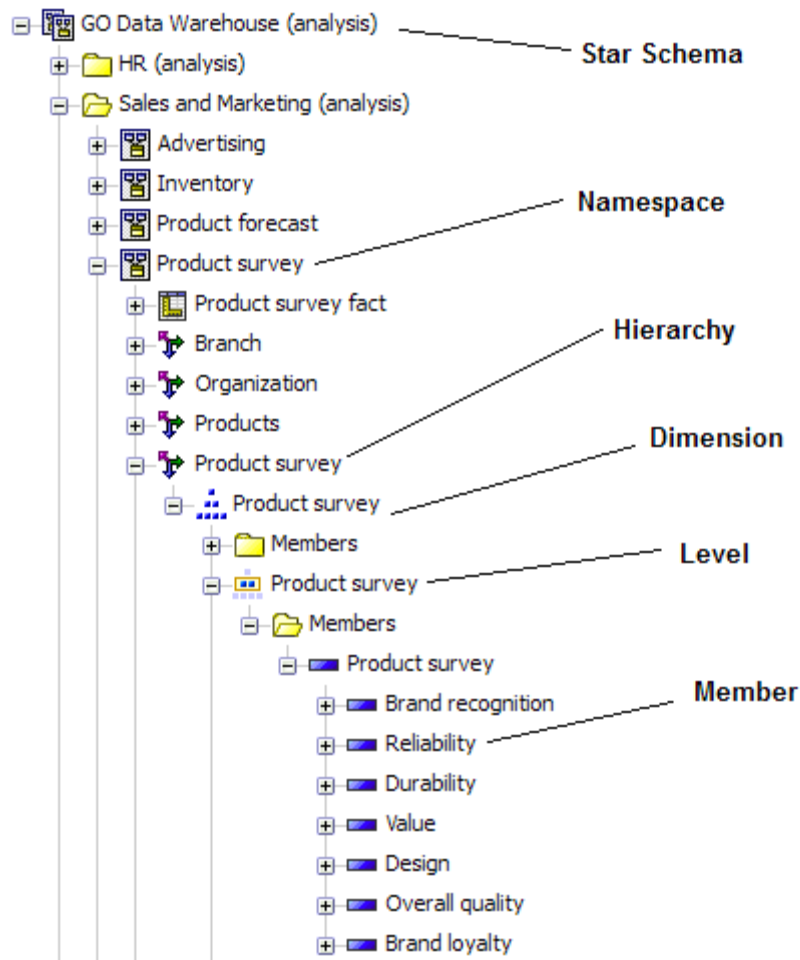 GO Data Warehouse (analysis)
Star Schema
HR (analysis)
Sales and Marketing (analysis)
Advertising
Inventory
Namespace
Product forecast
Product survey
Product survey fact
Hierarchy
Branch
Organization
Products
Dimension
Product survey
Product survey
Members
Level
Product survey
Members
Product survey
Member
Brand recognition
Reliability
Durability
Value
Design
Overall quality
Brand loyalty